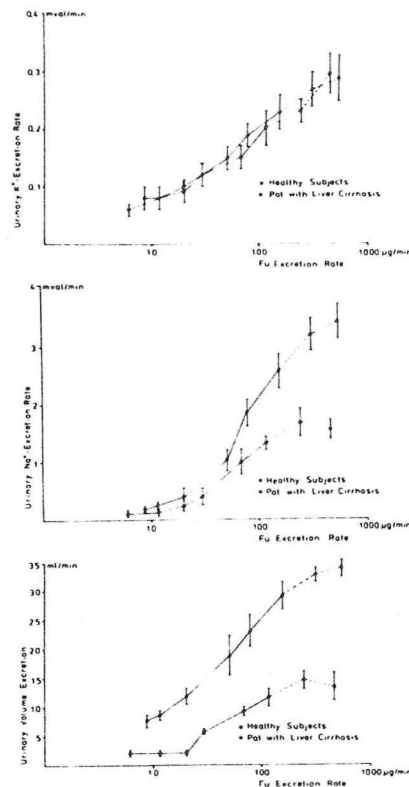 0.4 mval/min
0.3
0.2
0.1
Urinary K⁺-Excretion Rate
• Healthy Subjects
• Pat with Liver Cirrhosis
10
100
1000 µg/min
Fu Excretion Rate
4 mval/min
3
2
1
Urinary Na⁺-Excretion Rate
• Healthy Subjects
• Pat with Liver Cirrhosis
10
100
1000 µg/min
Fu Excretion Rate
35 ml/min
30
25
20
15
10
5
Urinary Volume Excretion
• Healthy Subjects
• Pat with Liver Cirrhosis
10
100
1000 µg/min
Fu Excretion Rate